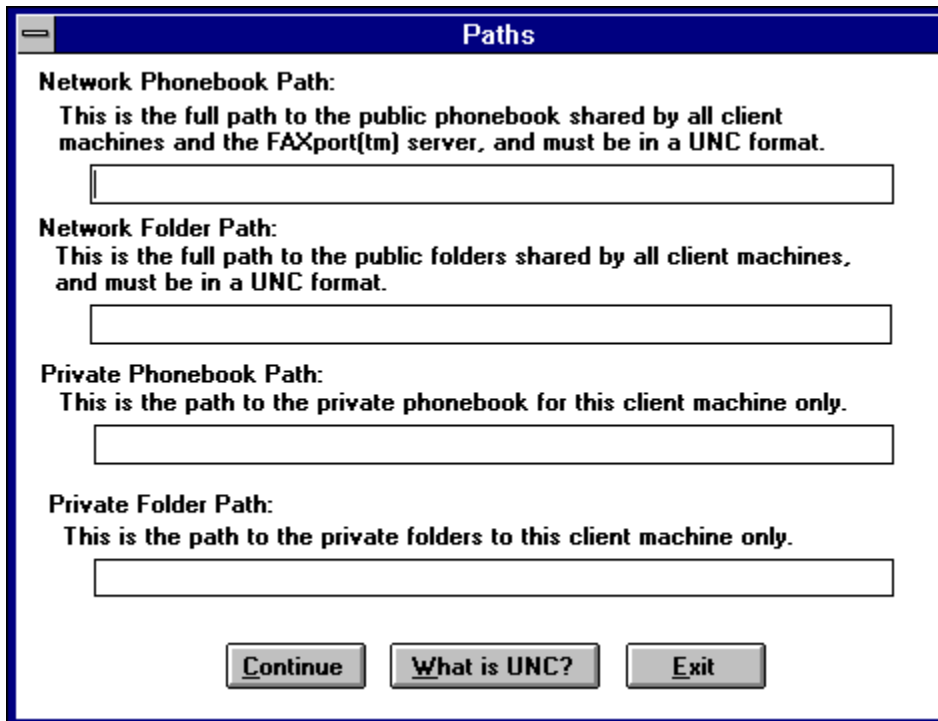 Paths
Network Phonebook Path:
This is the full path to the public phonebook shared by all client
machines and the FAXport(tm) server, and must be in a UNC format.
Network Folder Path:
This is the full path to the public folders shared by all client machines,
and must be in a UNC format.
Private Phonebook Path:
This is the path to the private phonebook for this client machine only.
Private Folder Path:
This is the path to the private folders to this client machine only.
Continue What is UNC? Exit